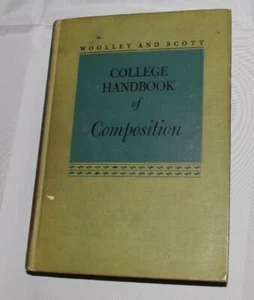 WOOLLEY AND SCOTT
COLLEGE
HANDBOOK
of
Composition